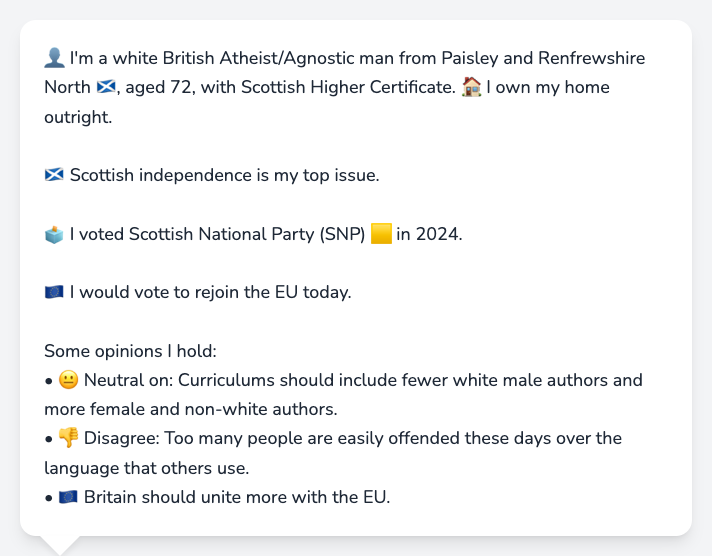 👤 I'm a white British Atheist/Agnostic man from Paisley and Renfrewshire
North 🏴󠁧󠁢󠁳󠁣󠁴󠁿, aged 72, with Scottish Higher Certificate. 🏠 I own my home
outright.
🏴󠁧󠁢󠁳󠁣󠁴󠁿 Scottish independence is my top issue.
🗳️ I voted Scottish National Party (SNP) 🟨 in 2024.
🇪🇺 I would vote to rejoin the EU today.
Some opinions I hold:
• 😐 Neutral on: Curriculums should include fewer white male authors and
more female and non-white authors.
• 👎 Disagree: Too many people are easily offended these days over the
language that others use.
• 🇪🇺 Britain should unite more with the EU.